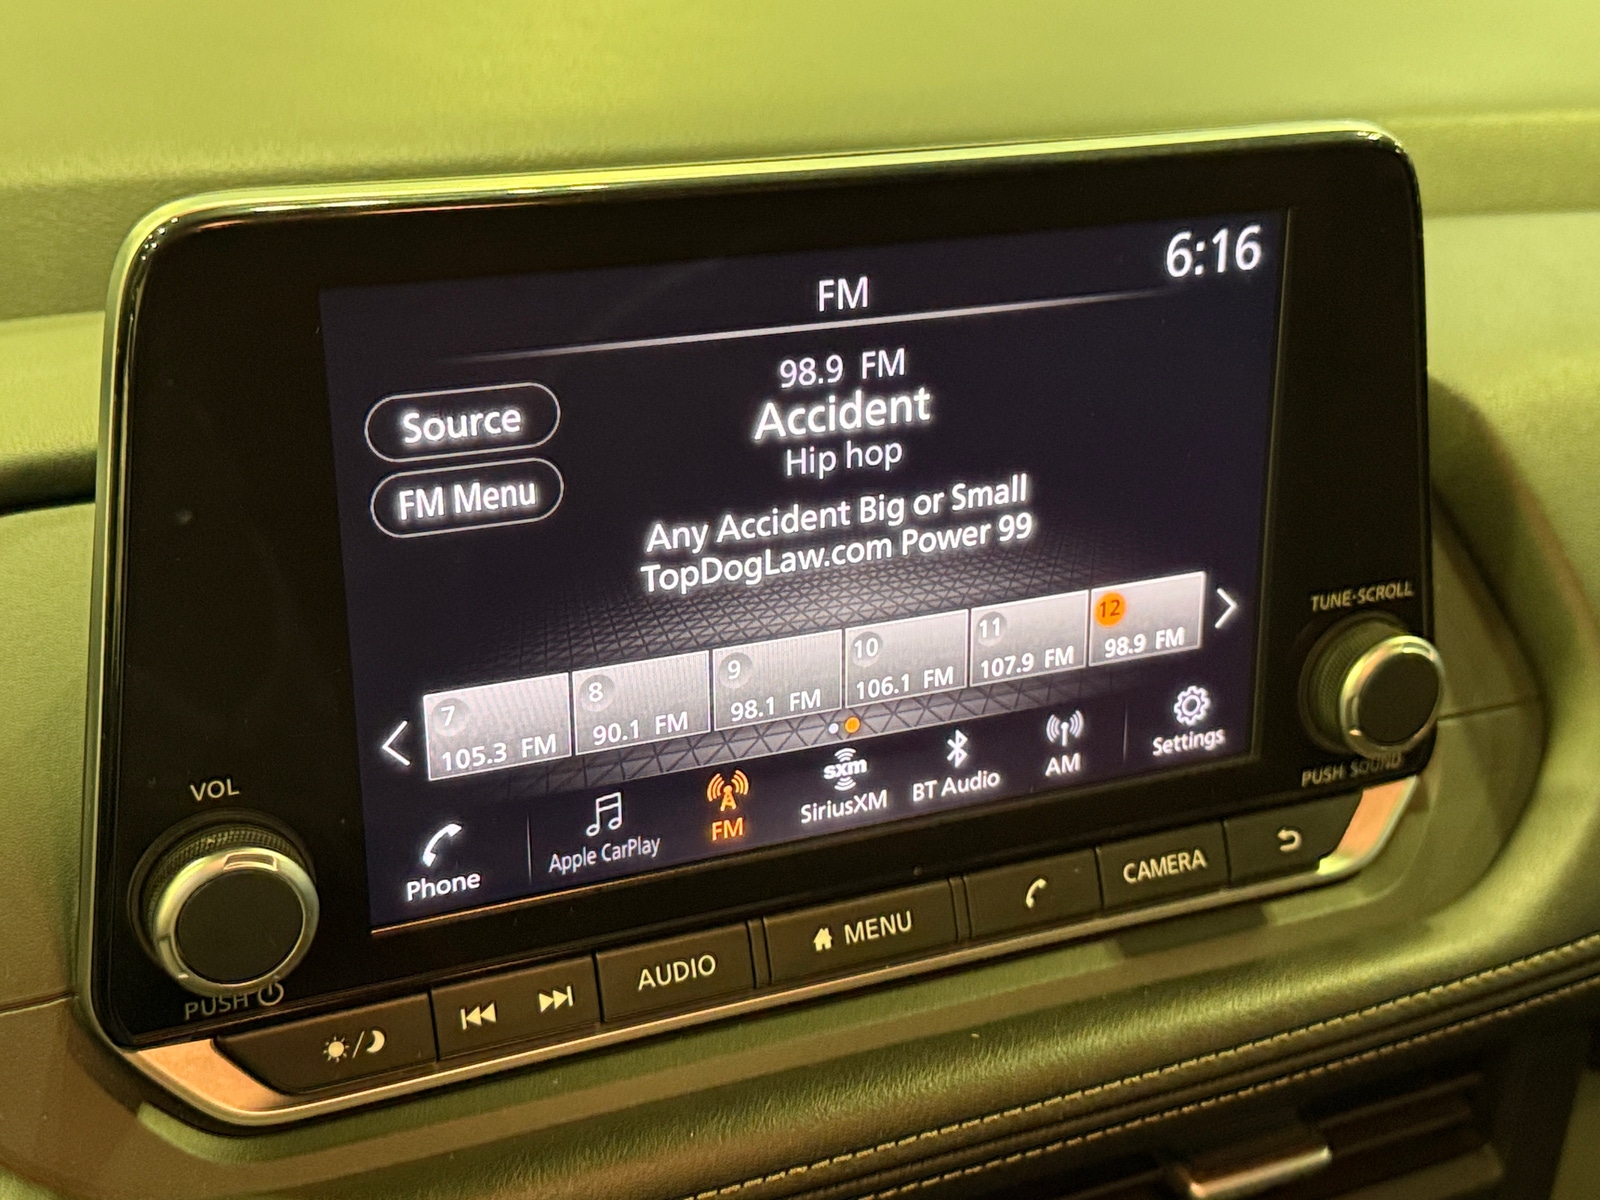 6:16
FM
98.9 FM
Accident
Hip hop
Any Accident Big or Small
TopDogLaw.com Power 99
Source
FM Menu
7
105.3 FM
8
90.1 FM
9
98.1 FM
10
106.1 FM
11
107.9 FM
12
98.9 FM
Phone
Apple CarPlay
FM
sxm
SiriusXM
BT Audio
AM
Settings
VOL
PUSH
TUNE·SCROLL
PUSH SOUND
AUDIO
MENU
CAMERA